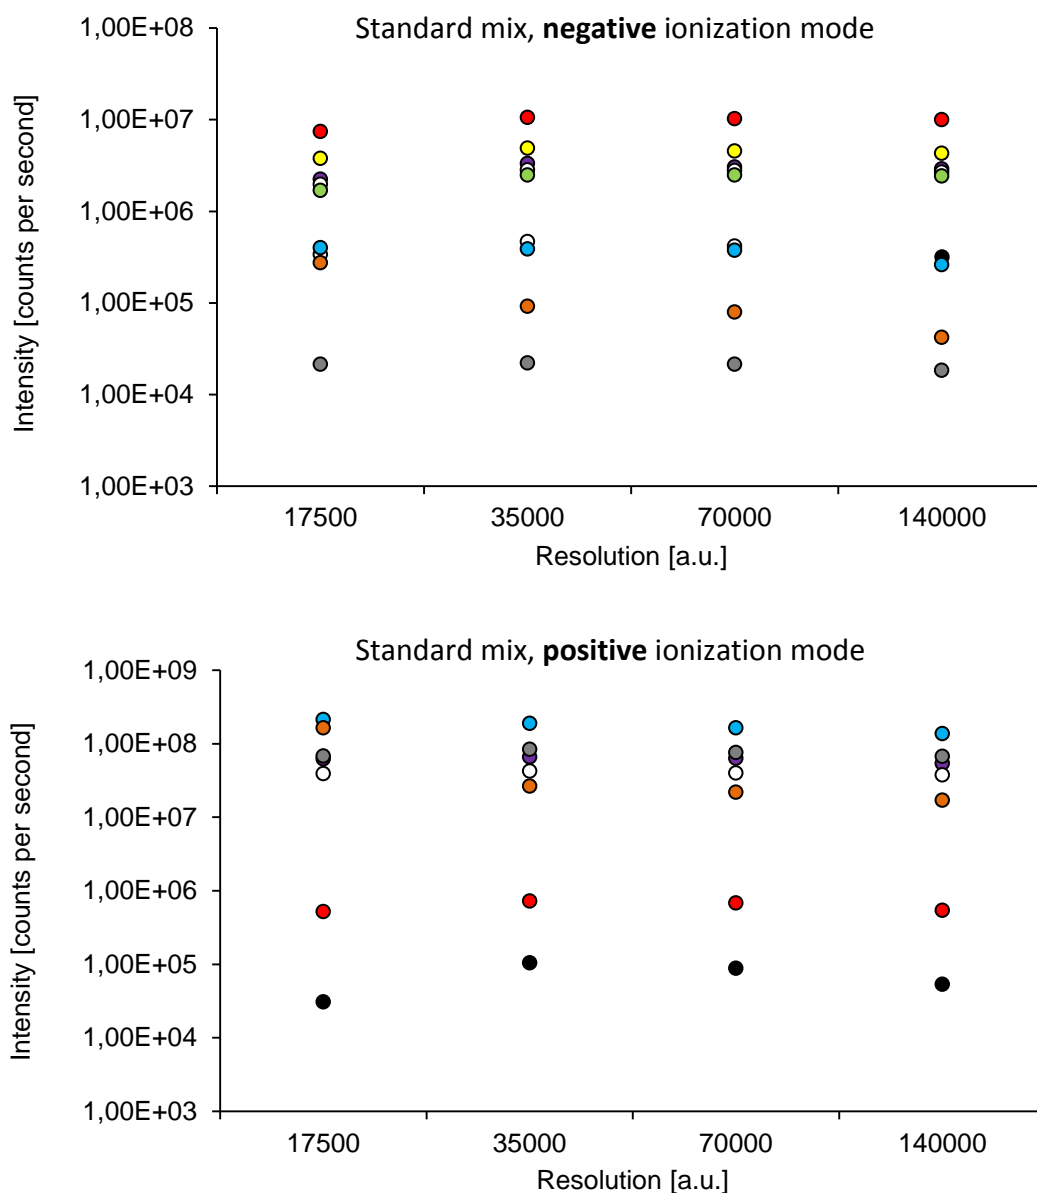 Standard mix, negative ionization mode
Intensity [counts per second]
1,00E+08
1,00E+07
1,00E+06
1,00E+05
1,00E+04
1,00E+03
17500 35000 70000 140000
Resolution [a.u.]
Standard mix, positive ionization mode
Intensity [counts per second]
1,00E+09
1,00E+08
1,00E+07
1,00E+06
1,00E+05
1,00E+04
1,00E+03
17500 35000 70000 140000
Resolution [a.u.]